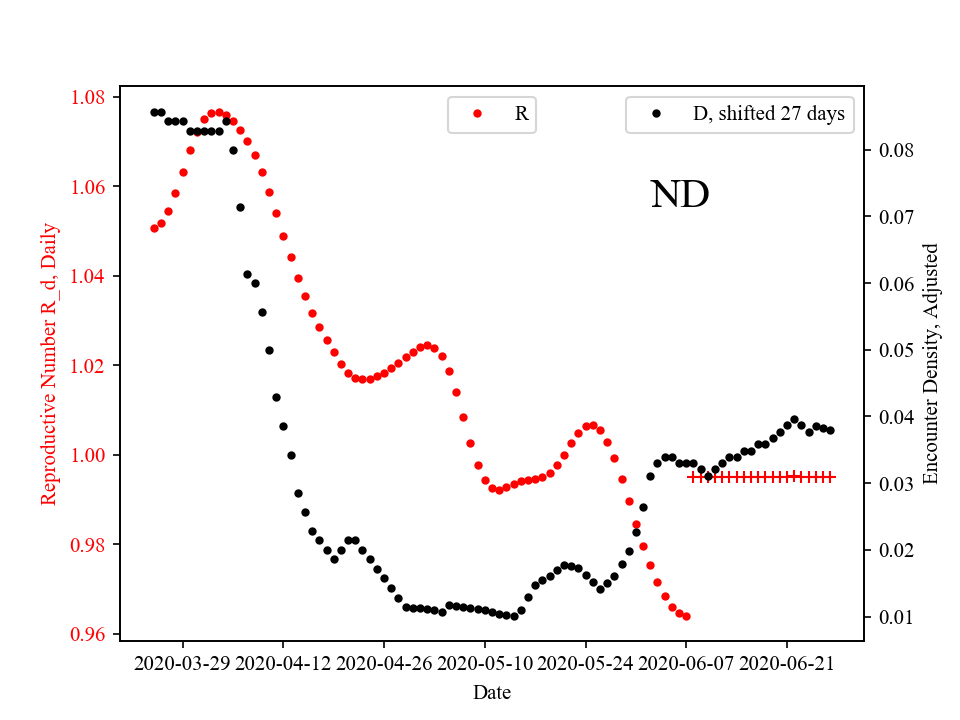 R
D, shifted 27 days
ND
1.08
1.06
1.04
1.02
1.00
0.98
0.96
Reproductive Number R_d, Daily
0.08
0.07
0.06
0.05
0.04
0.03
0.02
0.01
Encounter Density, Adjusted
2020-03-29 2020-04-12 2020-04-26 2020-05-10 2020-05-24 2020-06-07 2020-06-21
Date